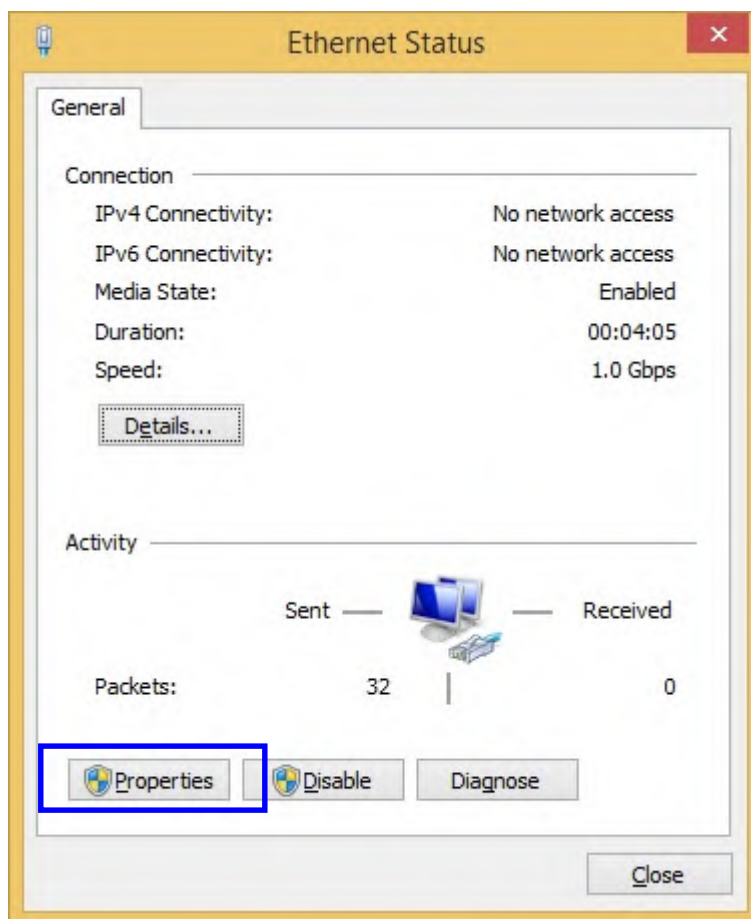 Ethernet Status
General
Connection
IPv4 Connectivity: No network access
IPv6 Connectivity: No network access
Media State: Enabled
Duration: 00:04:05
Speed: 1.0 Gbps
Details...
Activity
Sent Received
Packets: 32 0
Properties Disable Diagnose
Close